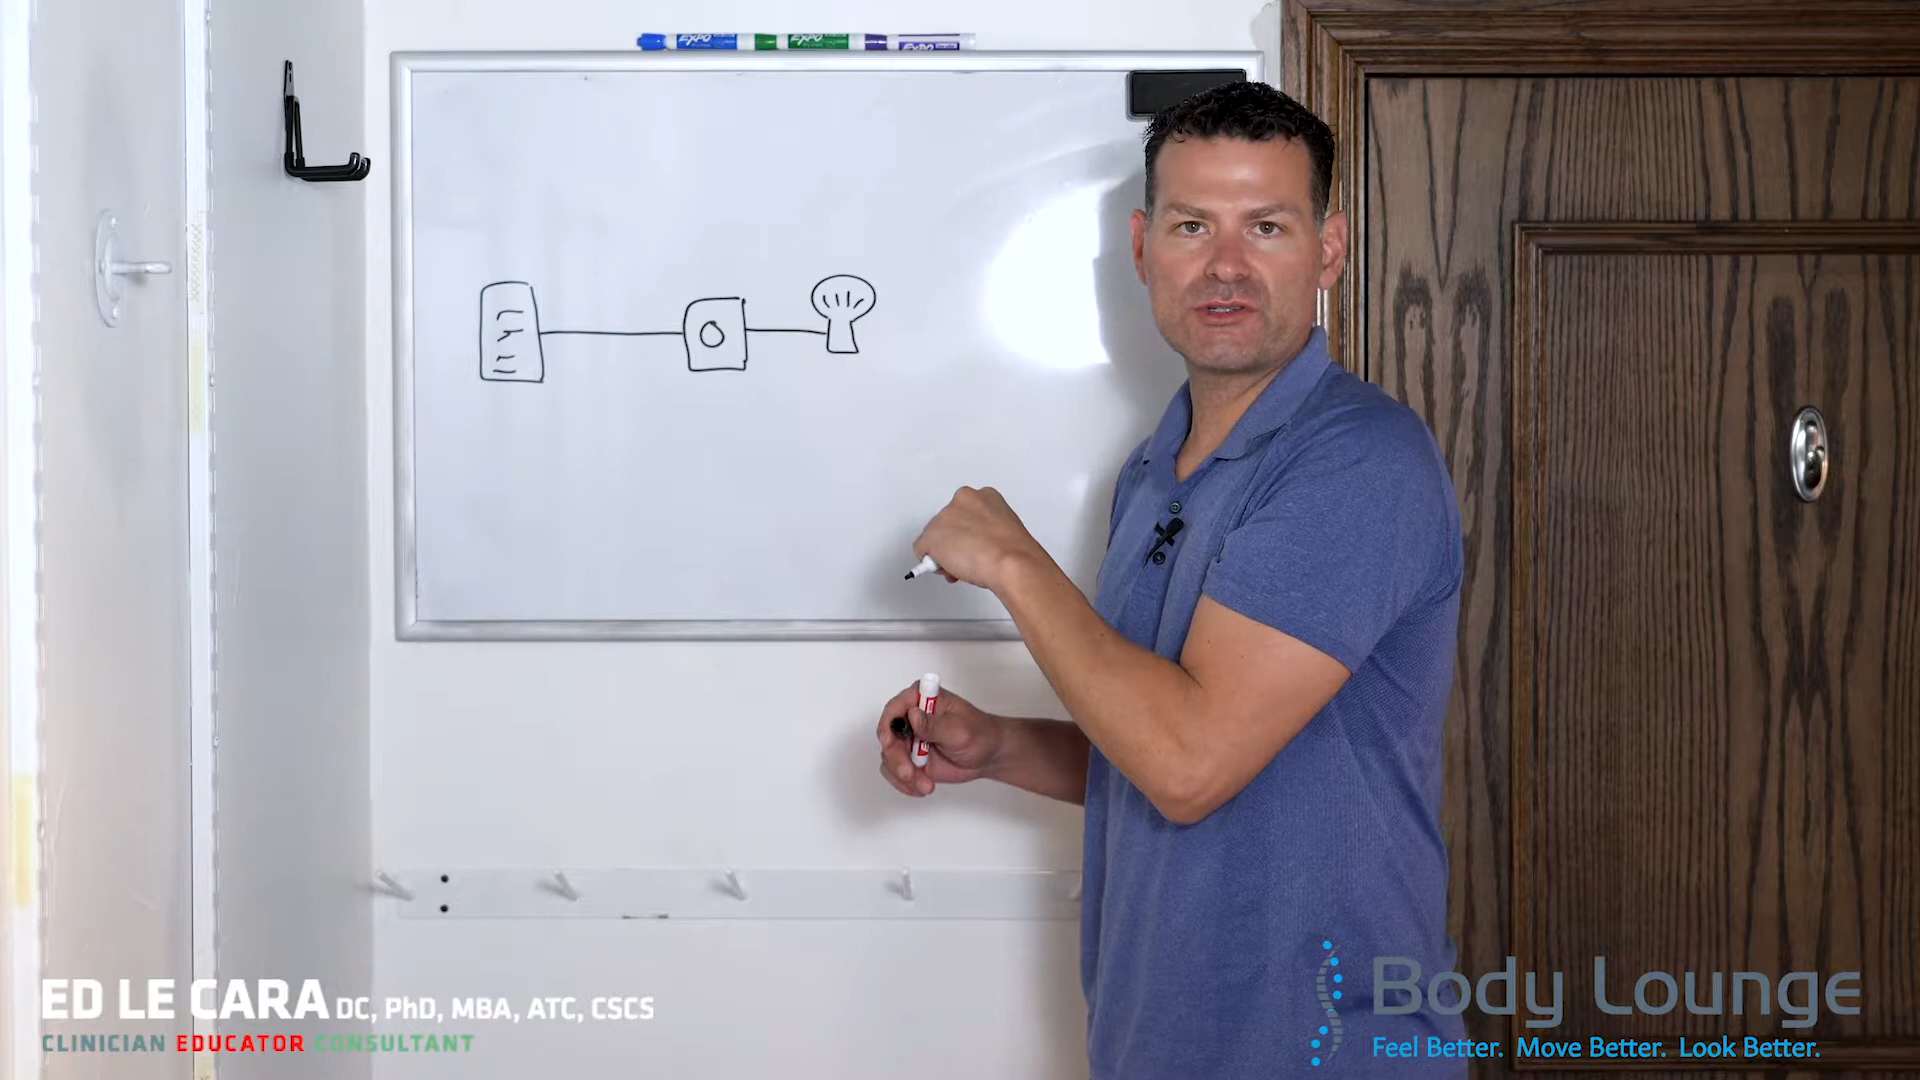 EXPO EXPO EXPO
ED LE CARA DC, PhD, MBA, ATC, CSCS
CLINICIAN EDUCATOR CONSULTANT
Body Lounge
Feel Better. Move Better. Look Better.